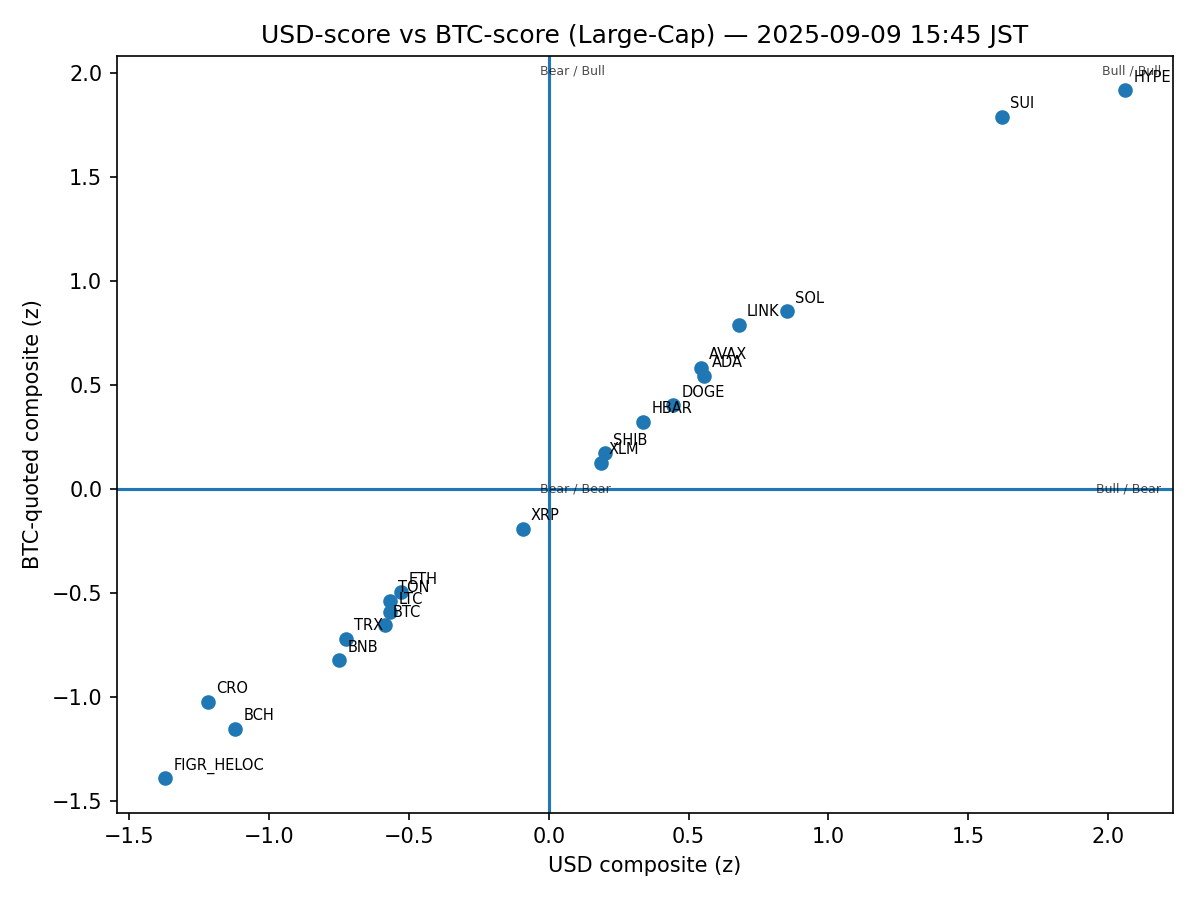 USD-score vs BTC-score (Large-Cap) — 2025-09-09 15:45 JST
2.0
1.5
1.0
0.5
0.0
−0.5
−1.0
−1.5
BTC-quoted composite (z)
Bear / Bull
Bull / Bull
HYPE
SUI
SOL
LINK
AVAX
ADA
DOGE
HBAR
SHIB
XLM
Bear / Bear
Bull / Bear
XRP
ETH
TON
LTC
BTC
TRX
BNB
CRO
BCH
FIGR_HELOC
−1.5
−1.0
−0.5
0.0
0.5
1.0
1.5
2.0
USD composite (z)